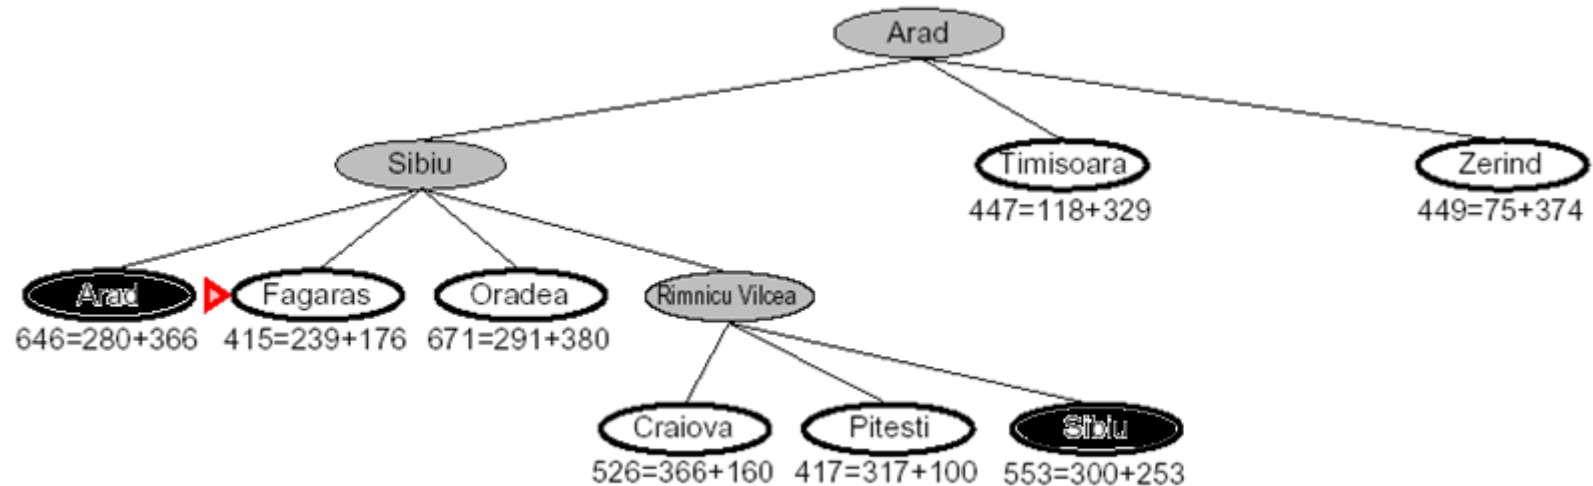 Arad
Sibiu
Timisoara
Zerind
447=118+329
449=75+374
Arad
Fagaras
Oradea
Rimnicu Vilcea
646=280+366
415=239+176
671=291+380
Craiova
Pitesti
Sibiu
526=366+160
417=317+100
553=300+253